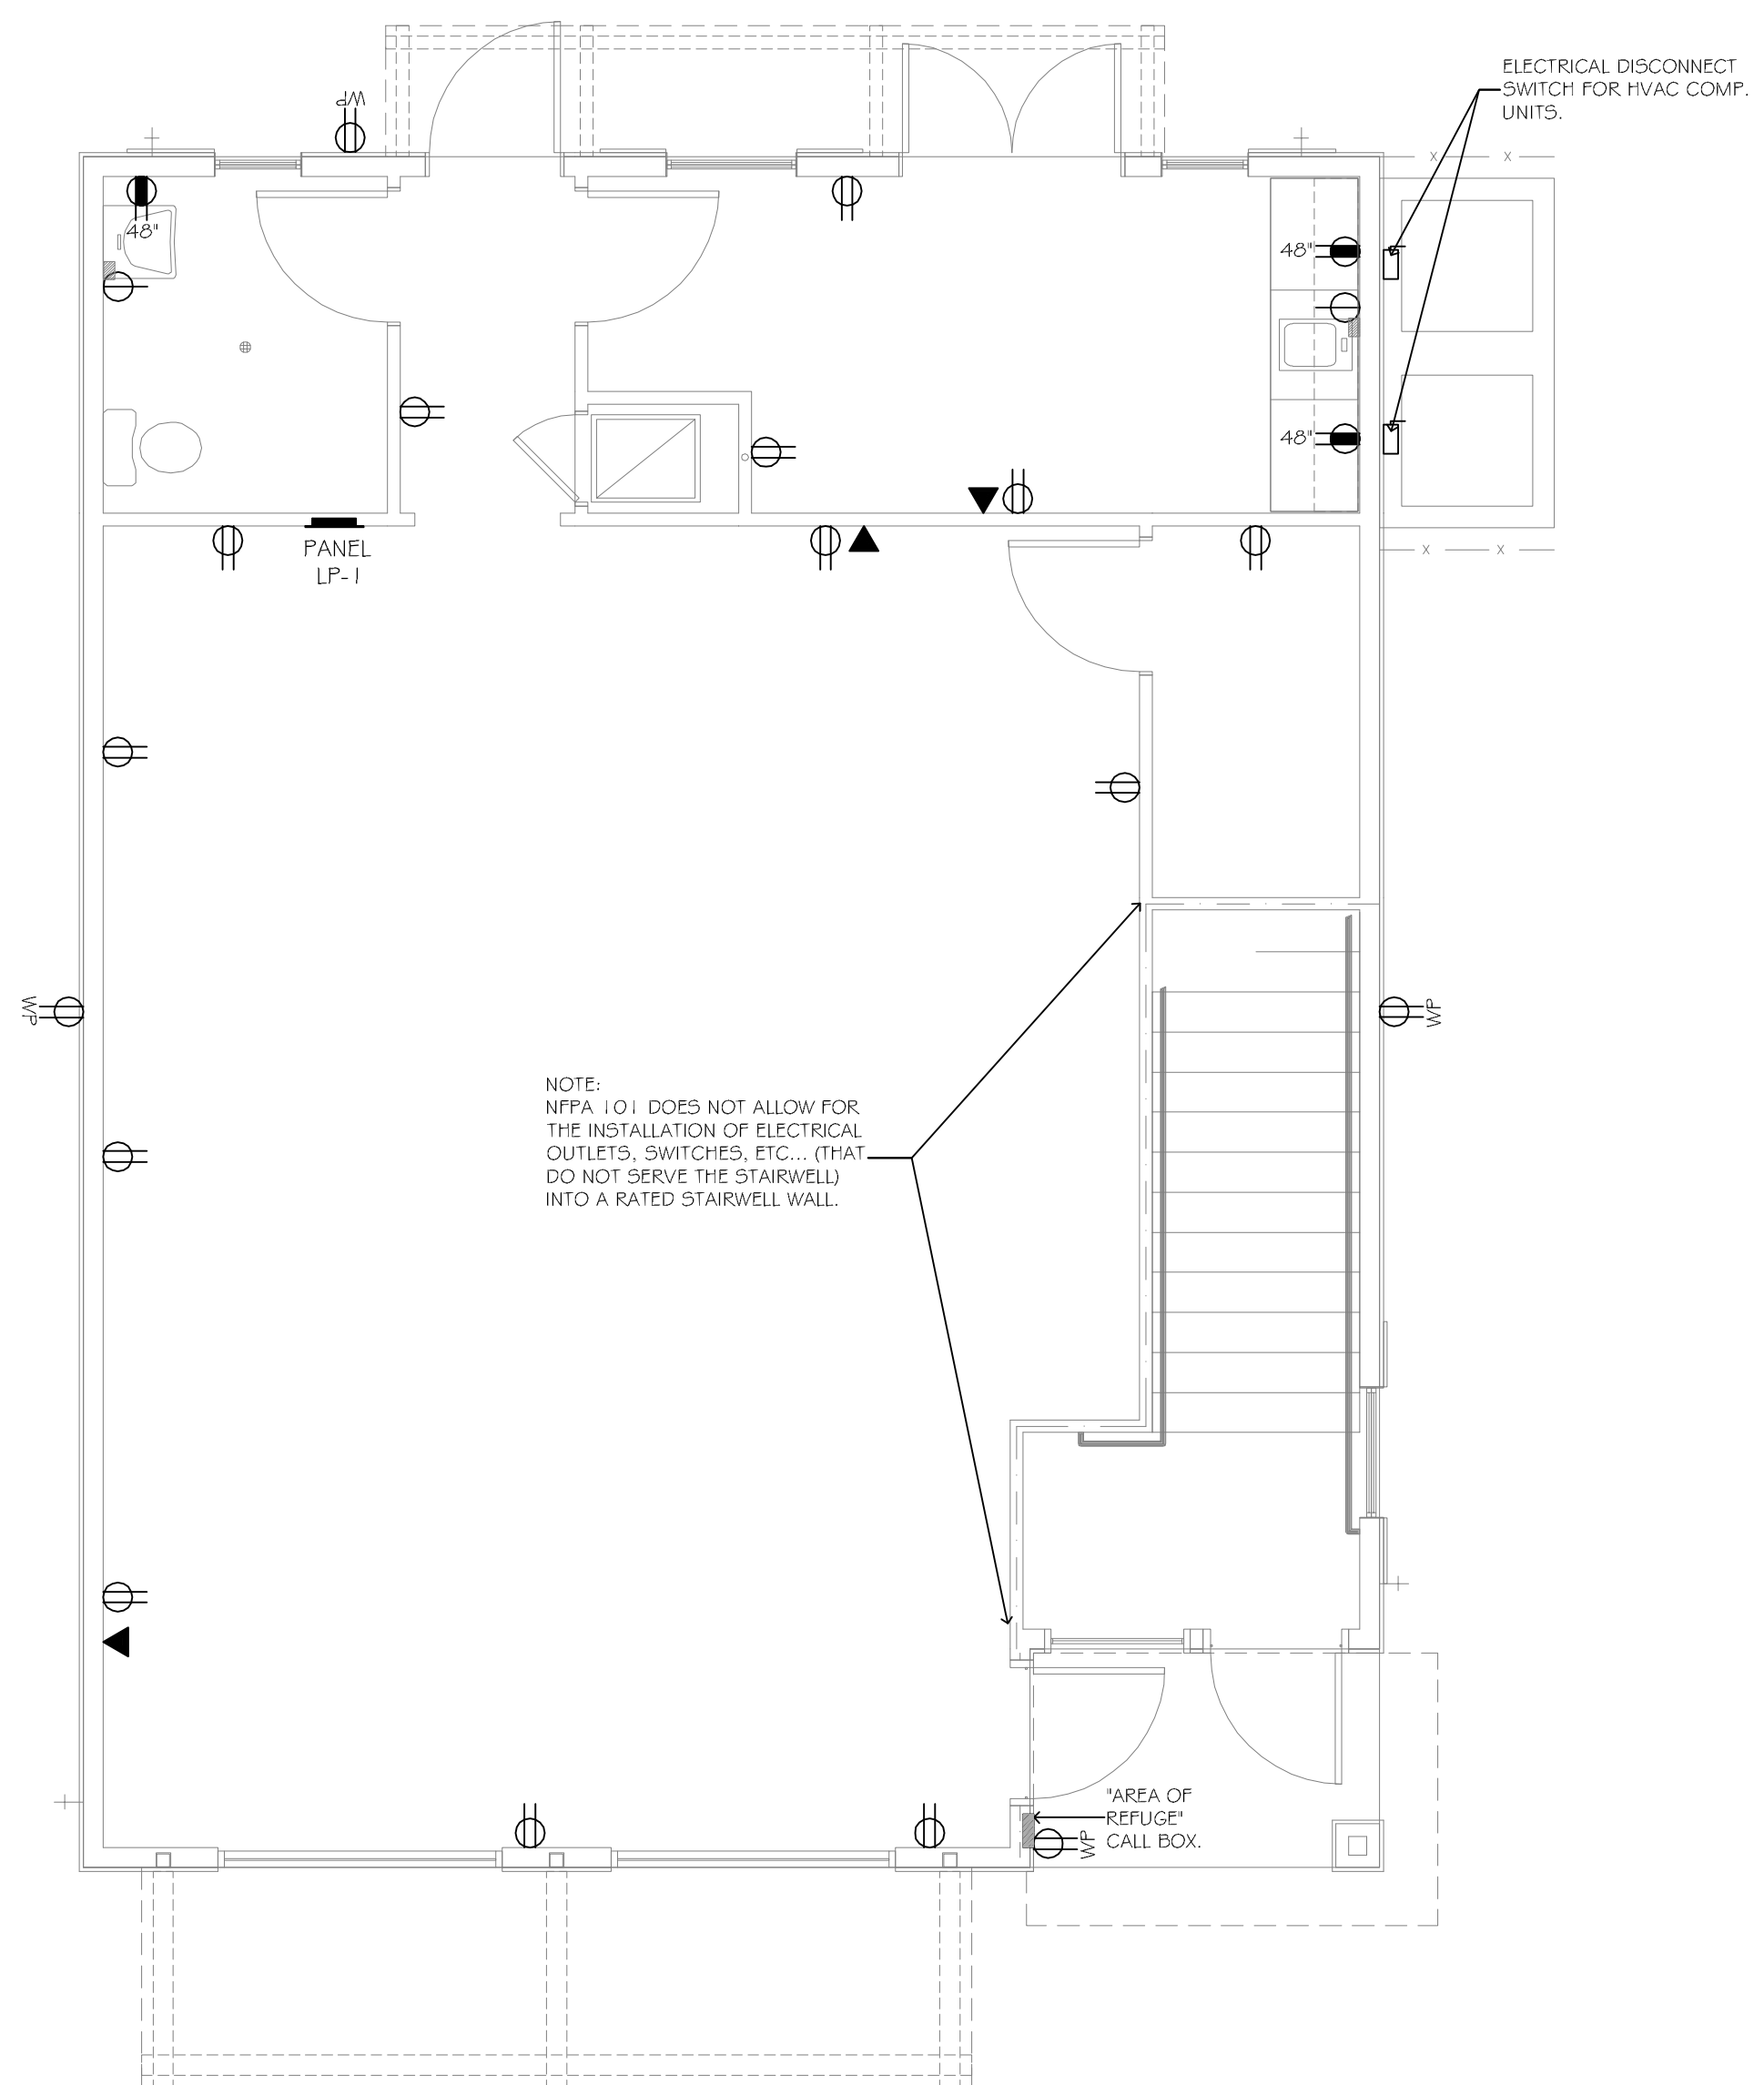 ELECTRICAL DISCONNECT
SWITCH FOR HVAC COMP.
UNITS.
WP
X X
48"
48"
48"
PANEL
LP-1
X X
WP
WP
NOTE:
NFPA 101 DOES NOT ALLOW FOR
THE INSTALLATION OF ELECTRICAL
OUTLETS, SWITCHES, ETC... (THAT
DO NOT SERVE THE STAIRWELL)
INTO A RATED STAIRWELL WALL.
"AREA OF
REFUGE"
CALL BOX.
WP